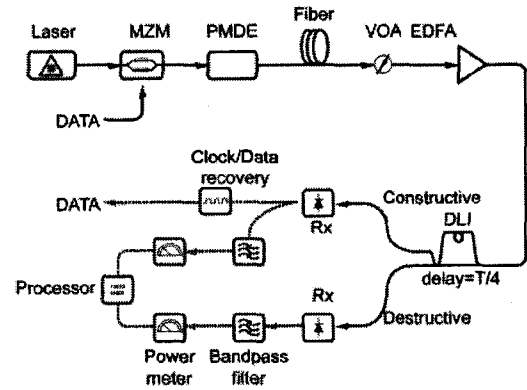 Fiber
Laser MZM PMDE VOA EDFA
DATA
Clock/Data
recovery
DATA
Constructive
DLI
Rx
delay=T/4
Processor
Rx
Destructive
Power
meter
Bandpass
filter